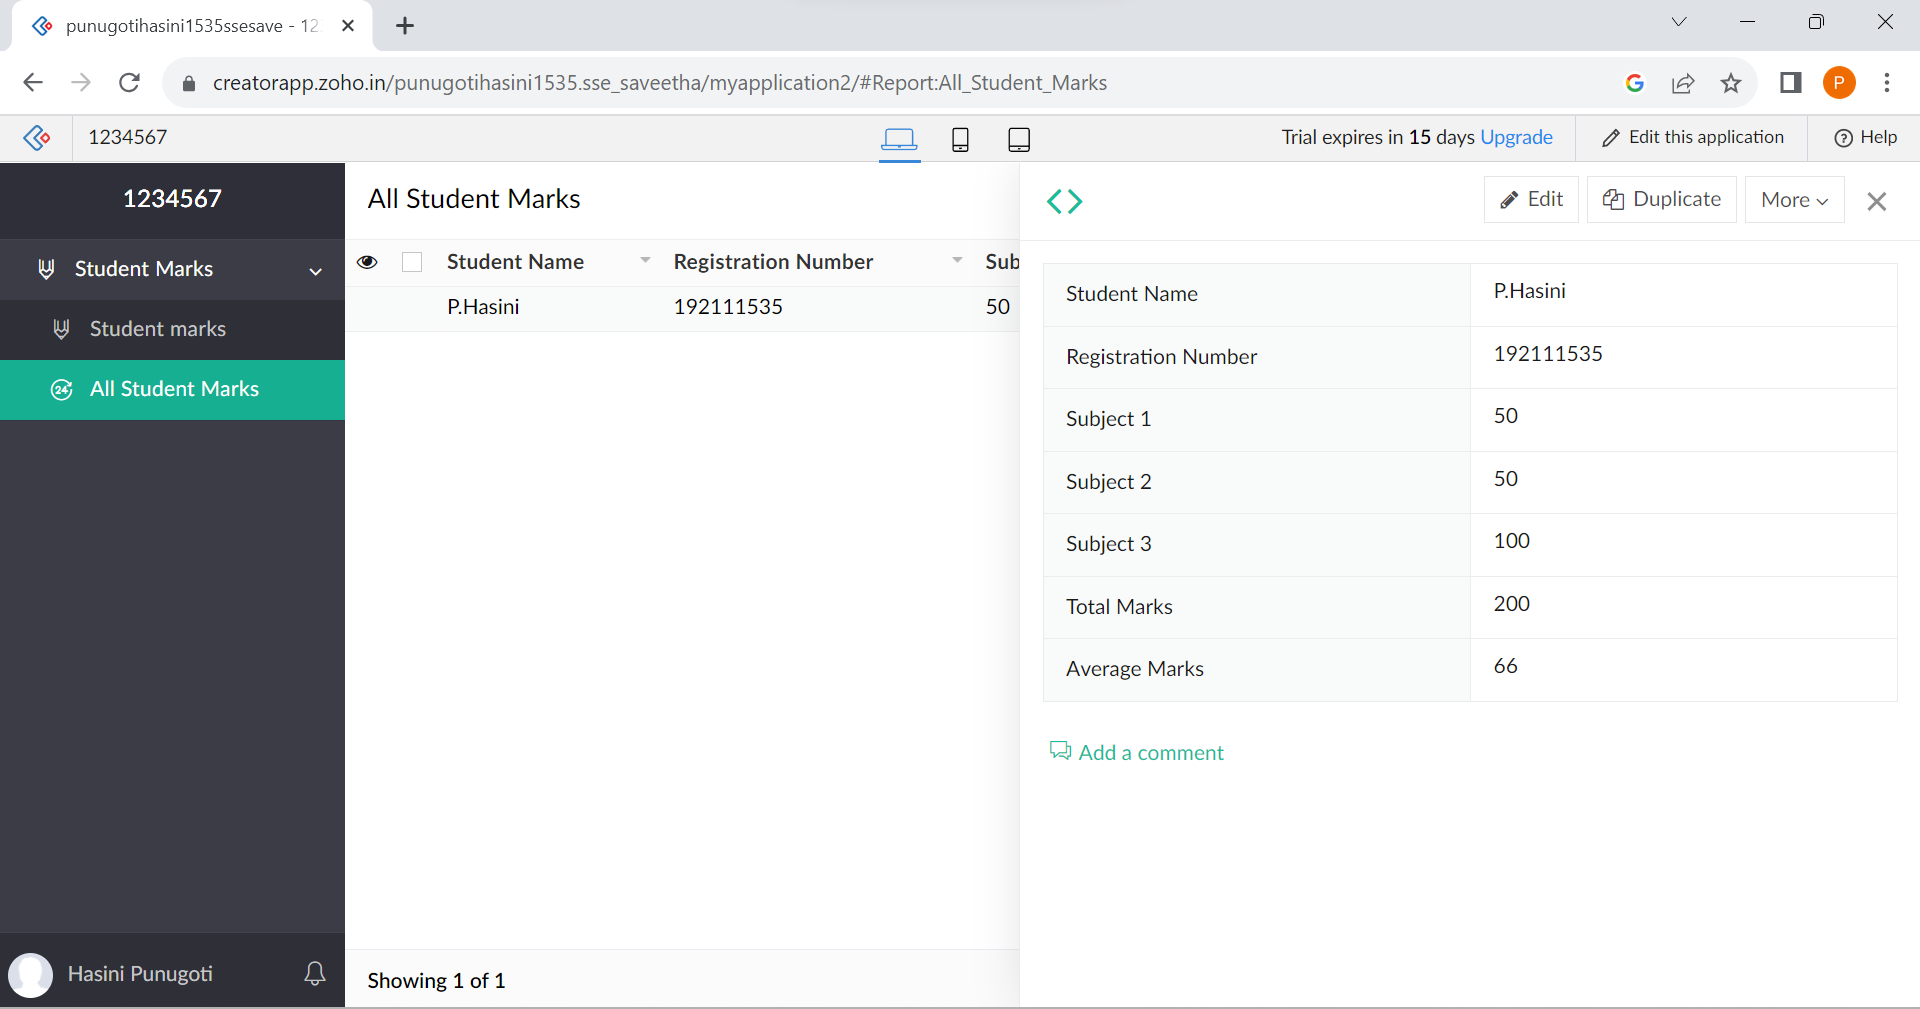 punugotihasini1535ssesave - 12
creatorapp.zoho.in/punugotihasini1535.sse_saveetha/myapplication2/#Report:All_Student_Marks
P
1234567
Trial expires in 15 days Upgrade
Edit this application
Help
1234567
Student Marks
Student marks
24
All Student Marks
Hasini Punugoti
All Student Marks
Student Name Registration Number Sub
P.Hasini 192111535 50
Showing 1 of 1
Edit Duplicate More
Student Name P.Hasini
Registration Number 192111535
Subject 1 50
Subject 2 50
Subject 3 100
Total Marks 200
Average Marks 66
Add a comment